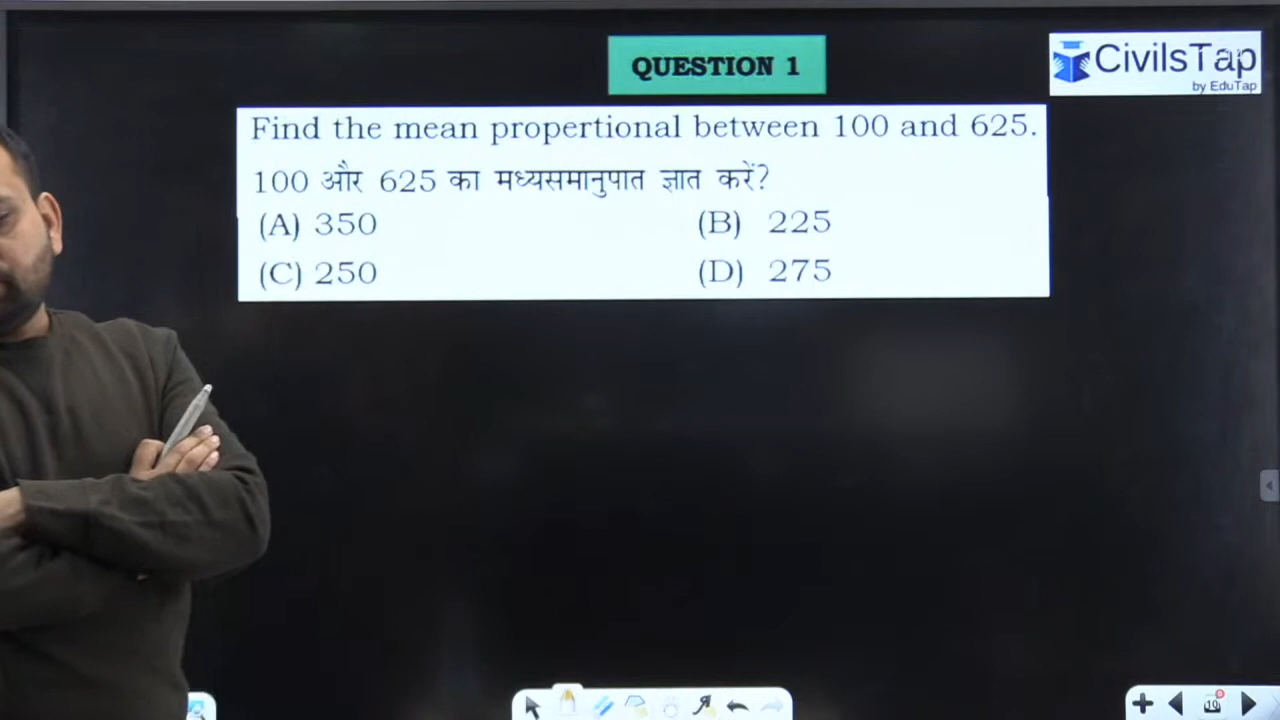 QUESTION 1
CivilsTap
by EduTap
Find the mean propertional between 100 and 625.
100 और 625 का मध्यसमानुपात ज्ञात करें?
(A) 350
(B) 225
(C) 250
(D) 275